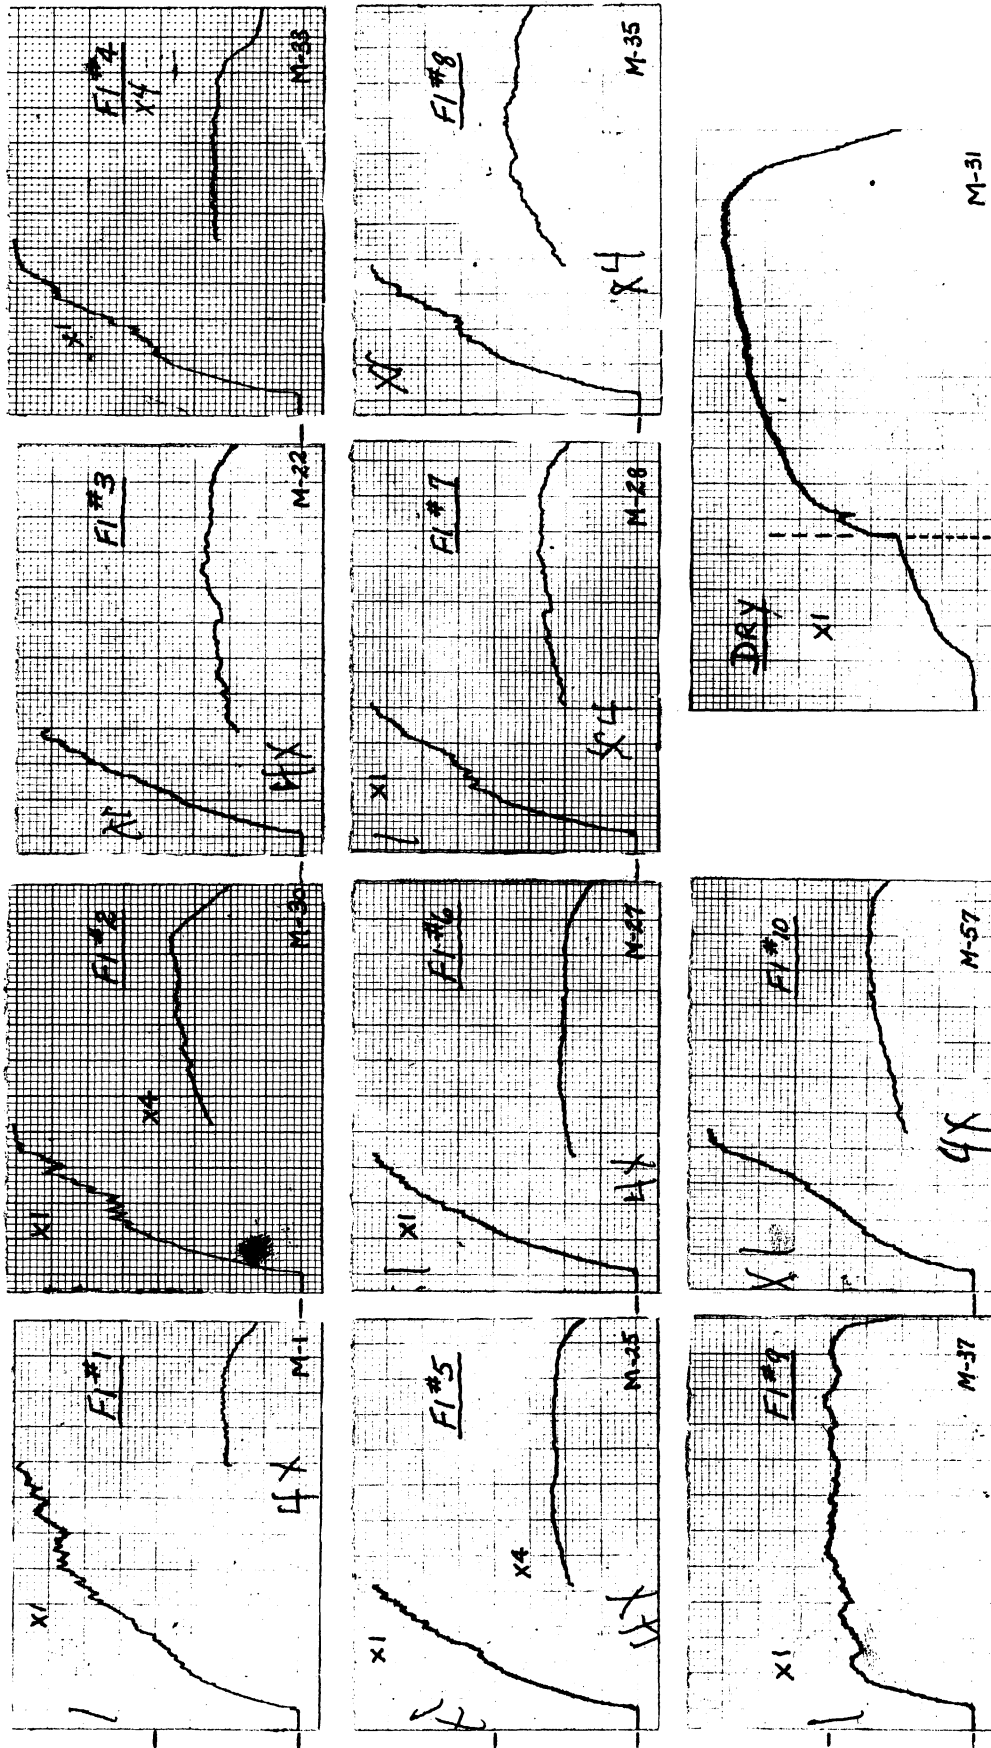 Fl #1
x1
4X
M-1
Fl #2
x1
x4
M-30
Fl #3
x1
4X
M-22
Fl #4
x4
x1
M-33
Fl #5
x1
x4
4X
M-25
Fl #6
x1
4X
M-27
Fl #7
x1
X4
M-28
Fl #8
X1
x4
M-35
Fl #9
x1
M-37
Fl #10
X1
4X
M-57
DRY
x1
M-31